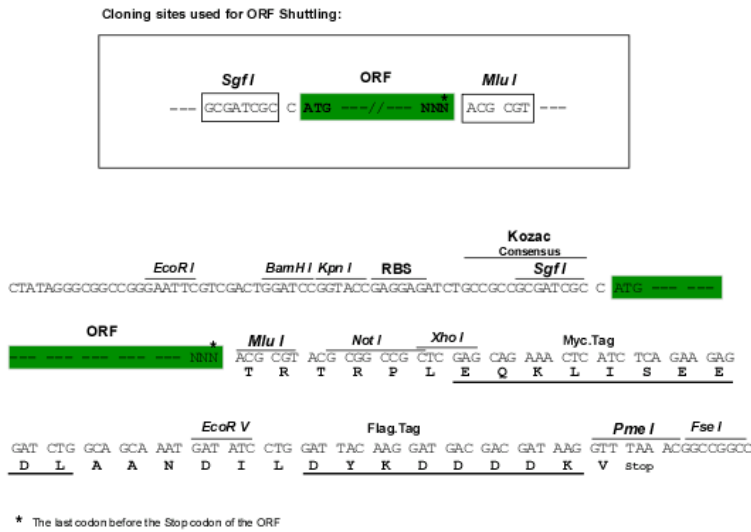 Cloning sites used for ORF Shuttling:
Sgf I ORF Mlu I
*
--- GCGATCGC C ATG ---//--- NNN ACG CGT ---
Kozac
Consensus
EcoR I BamH I Kpn I RBS Sgf I
CTATAGGGCGGCCGGGAATTCGTCGACTGGATCCGGTACCGAGGAGATCTGCCGCCGCGATCGC C ATG --- ---
ORF * Mlu I Not I Xho I Myc.Tag
--- --- --- --- --- NNN ACG CGT ACG CGG CCG CTC GAG CAG AAA CTC ATC TCA GAA GAG
T R T R P L E Q K L I S E E
EcoR V Flag.Tag Pme I Fse I
GAT CTG GCA GCA AAT GAT ATC CTG GAT TAC AAG GAT GAC GAC GAT AAG GTT TAA ACGGCCGGCC
D L A A N D I L D Y K D D D D K V Stop
* The last codon before the Stop codon of the ORF